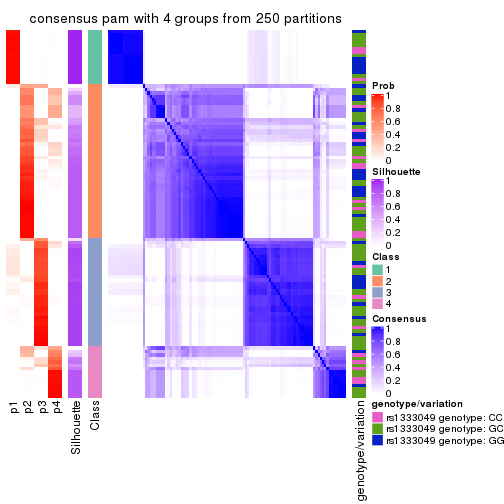 consensus pam with 4 groups from 250 partitions
Prob
1
0.8
0.6
0.4
0.2
0
Silhouette
1
0.8
0.6
0.4
0.2
0
Class
1
2
3
4
Consensus
1
0.8
0.6
0.4
0.2
0
genotype/variation
rs1333049 genotype: CC
rs1333049 genotype: GC
rs1333049 genotype: GG
p1
p2
p3
p4
Silhouette
Class
genotype/variation